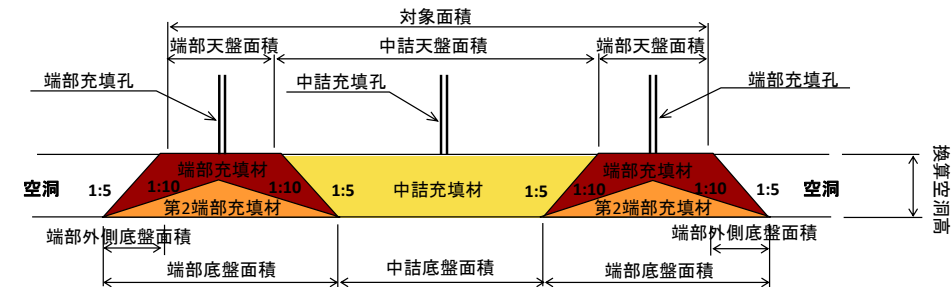 対象面積
端部天盤面積
中詰天盤面積
端部天盤面積
端部充填孔
中詰充填孔
端部充填孔
空洞
1:5
1:10
端部充填材
1:10
1:5
中詰充填材
1:5
1:10
端部充填材
1:10
1:5
空洞
換算空洞高
第2端部充填材
第2端部充填材
端部外側底盤面積
端部外側底盤面積
端部底盤面積
中詰底盤面積
端部底盤面積